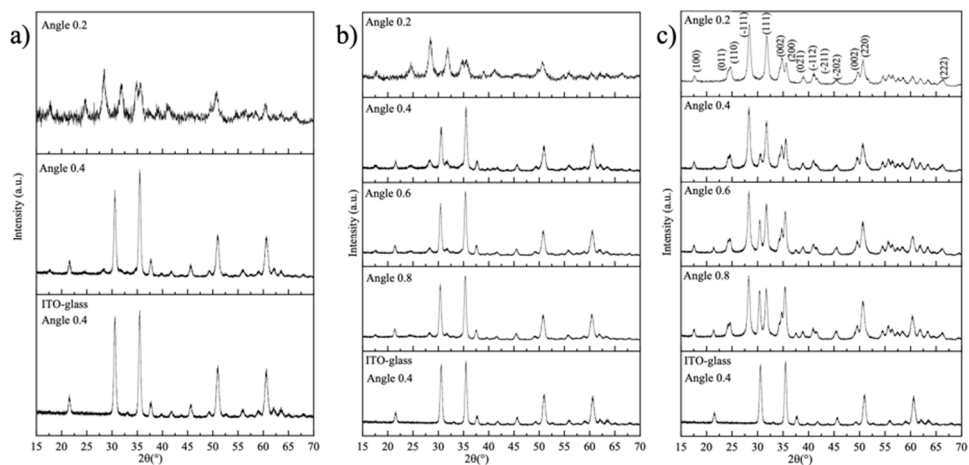 a)
Angle 0.2
Angle 0.4
ITO-glass
Angle 0.4
Intensity (a.u.)
15 20 25 30 35 40 45 50 55 60 65 70
2θ(°)
b)
Angle 0.2
Angle 0.4
Angle 0.6
Angle 0.8
ITO-glass
Angle 0.4
Intensity (a.u.)
15 20 25 30 35 40 45 50 55 60 65 70
2θ(°)
c)
Angle 0.2
(100)
(011)
(110)
(-111)
(111)
(002)
(200)
(021)
(-112)
(-211)
(-202)
(002)
(220)
(222)
Angle 0.4
Angle 0.6
Angle 0.8
ITO-glass
Angle 0.4
Intensity (a.u.)
15 20 25 30 35 40 45 50 55 60 65 70
2θ(°)